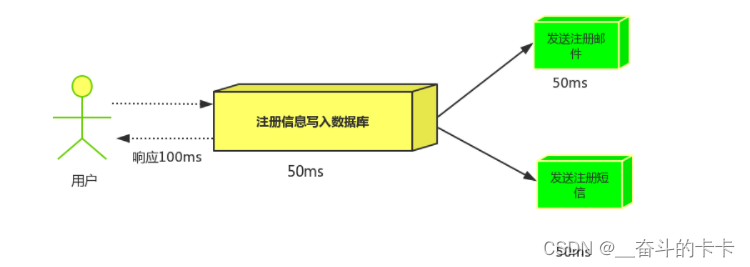 发送注册邮
件
50ms
注册信息写入数据库
响应100ms
用户
50ms
发送注册短
信
50ms
CSDN @__奋斗的卡卡